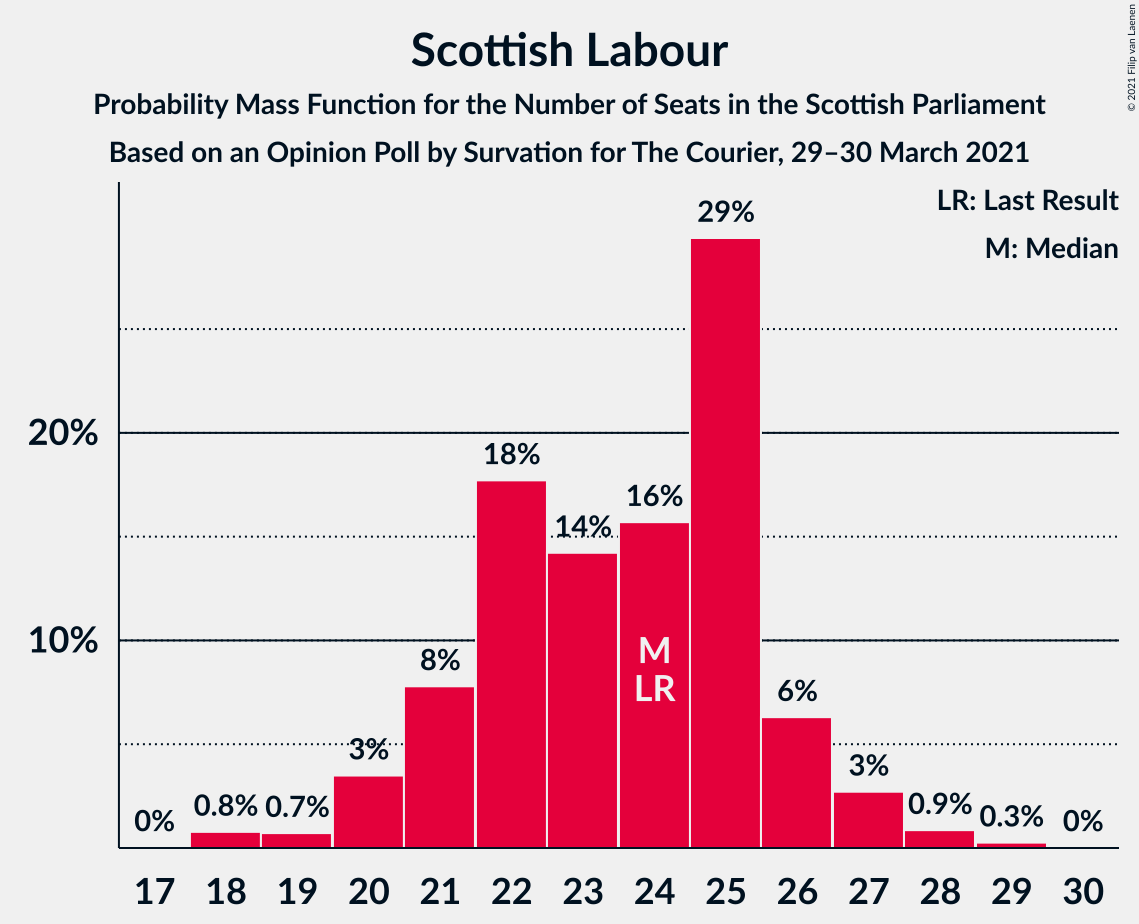 © 2021 Filip van Laenen
Scottish Labour
Probability Mass Function for the Number of Seats in the Scottish Parliament
Based on an Opinion Poll by Survation for The Courier, 29–30 March 2021
LR: Last Result
M: Median
29%
20%
18%
16%
14%
10%
8%
M
LR
6%
3%
3%
0%
0.8%
0.7%
0.9%
0.3%
0%
17 18 19 20 21 22 23 24 25 26 27 28 29 30